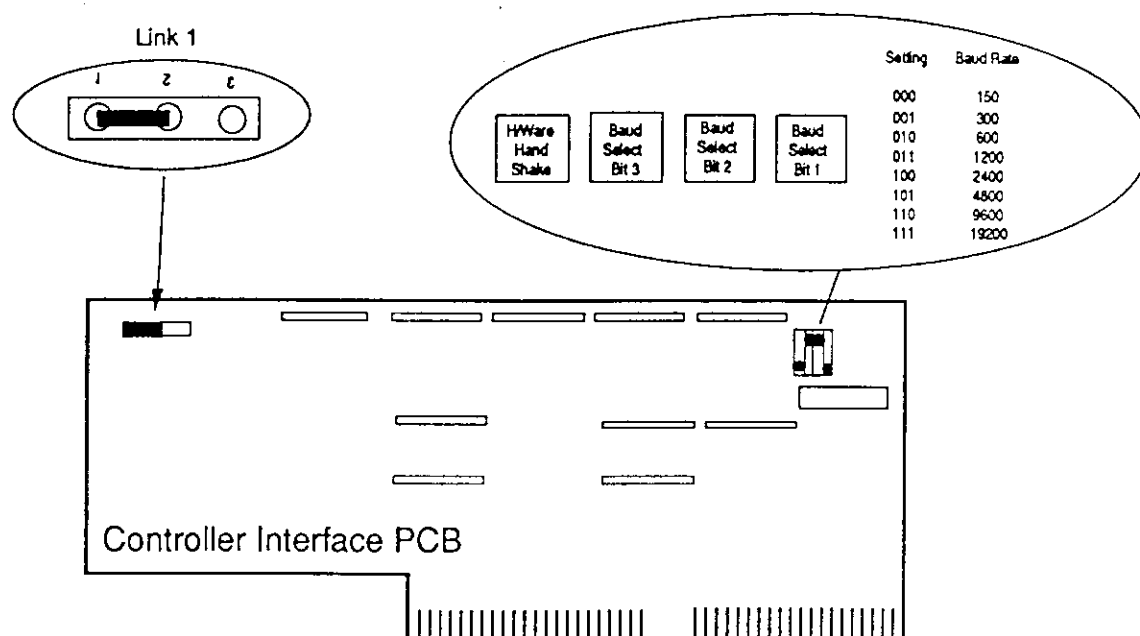 Link 1
1 2 3
H/Ware
Hand
Shake
Baud
Select
Bit 3
Baud
Select
Bit 2
Baud
Select
Bit 1
Setting Baud Rate
000 150
001 300
010 600
011 1200
100 2400
101 4800
110 9600
111 19200
Controller Interface PCB